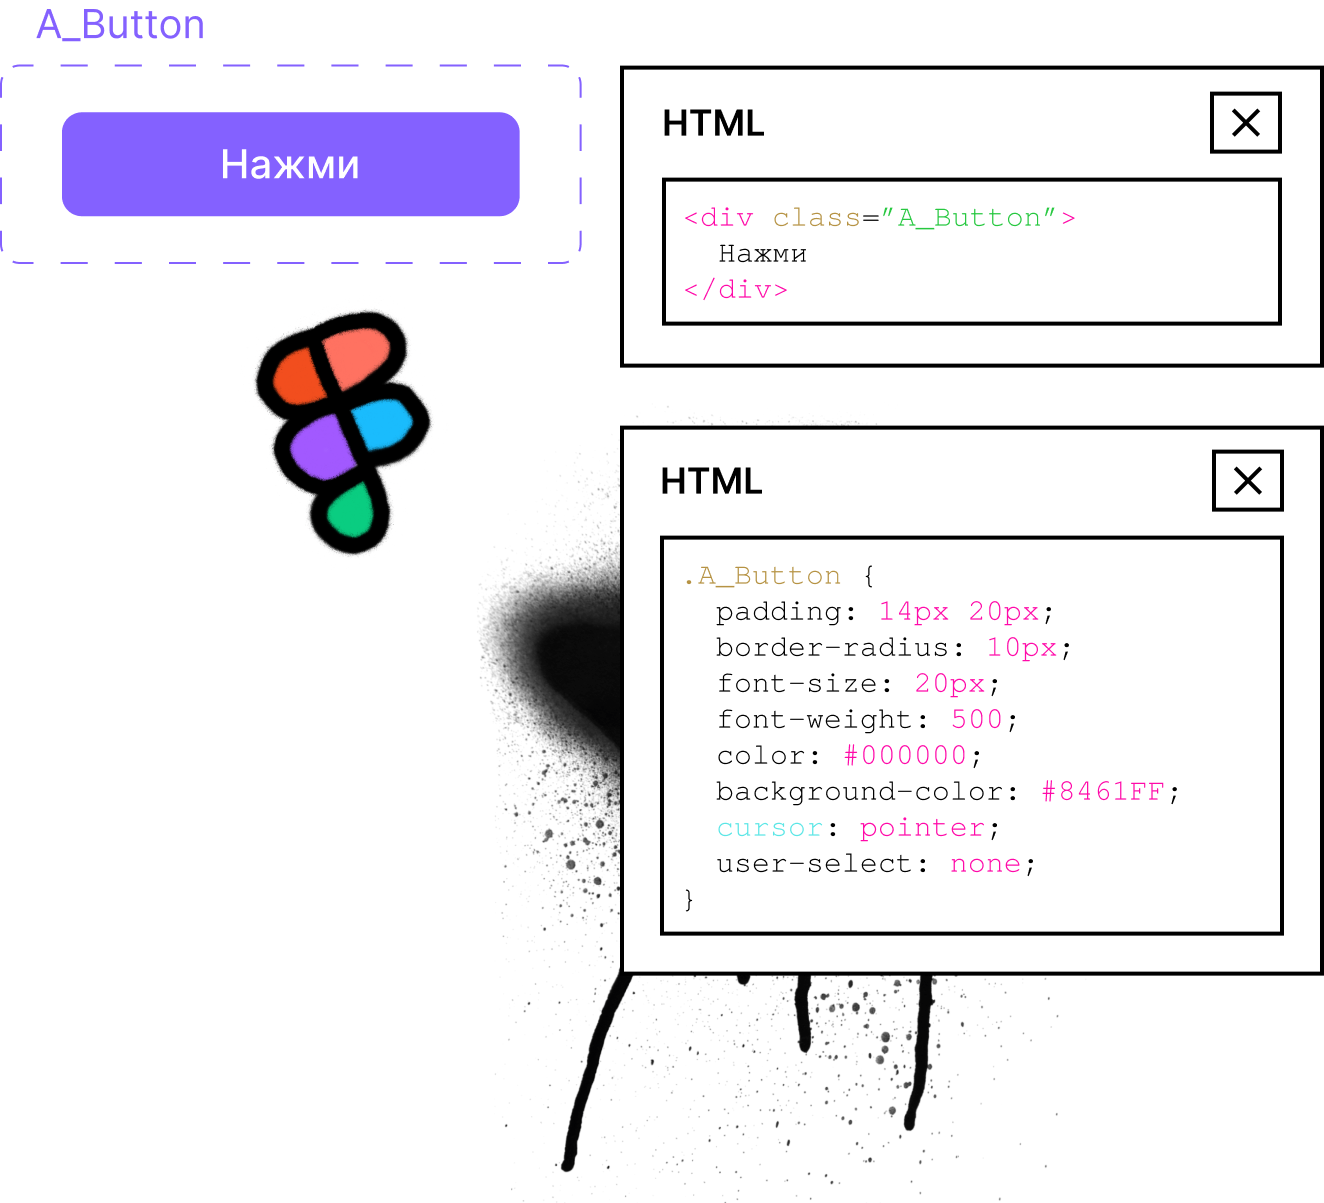 A_Button
Нажми
HTML
<div class="A_Button">
Нажми
</div>
HTML
.A_Button {
padding: 14px 20px;
border-radius: 10px;
font-size: 20px;
font-weight: 500;
color: #000000;
background-color: #8461FF;
cursor: pointer;
user-select: none;
}